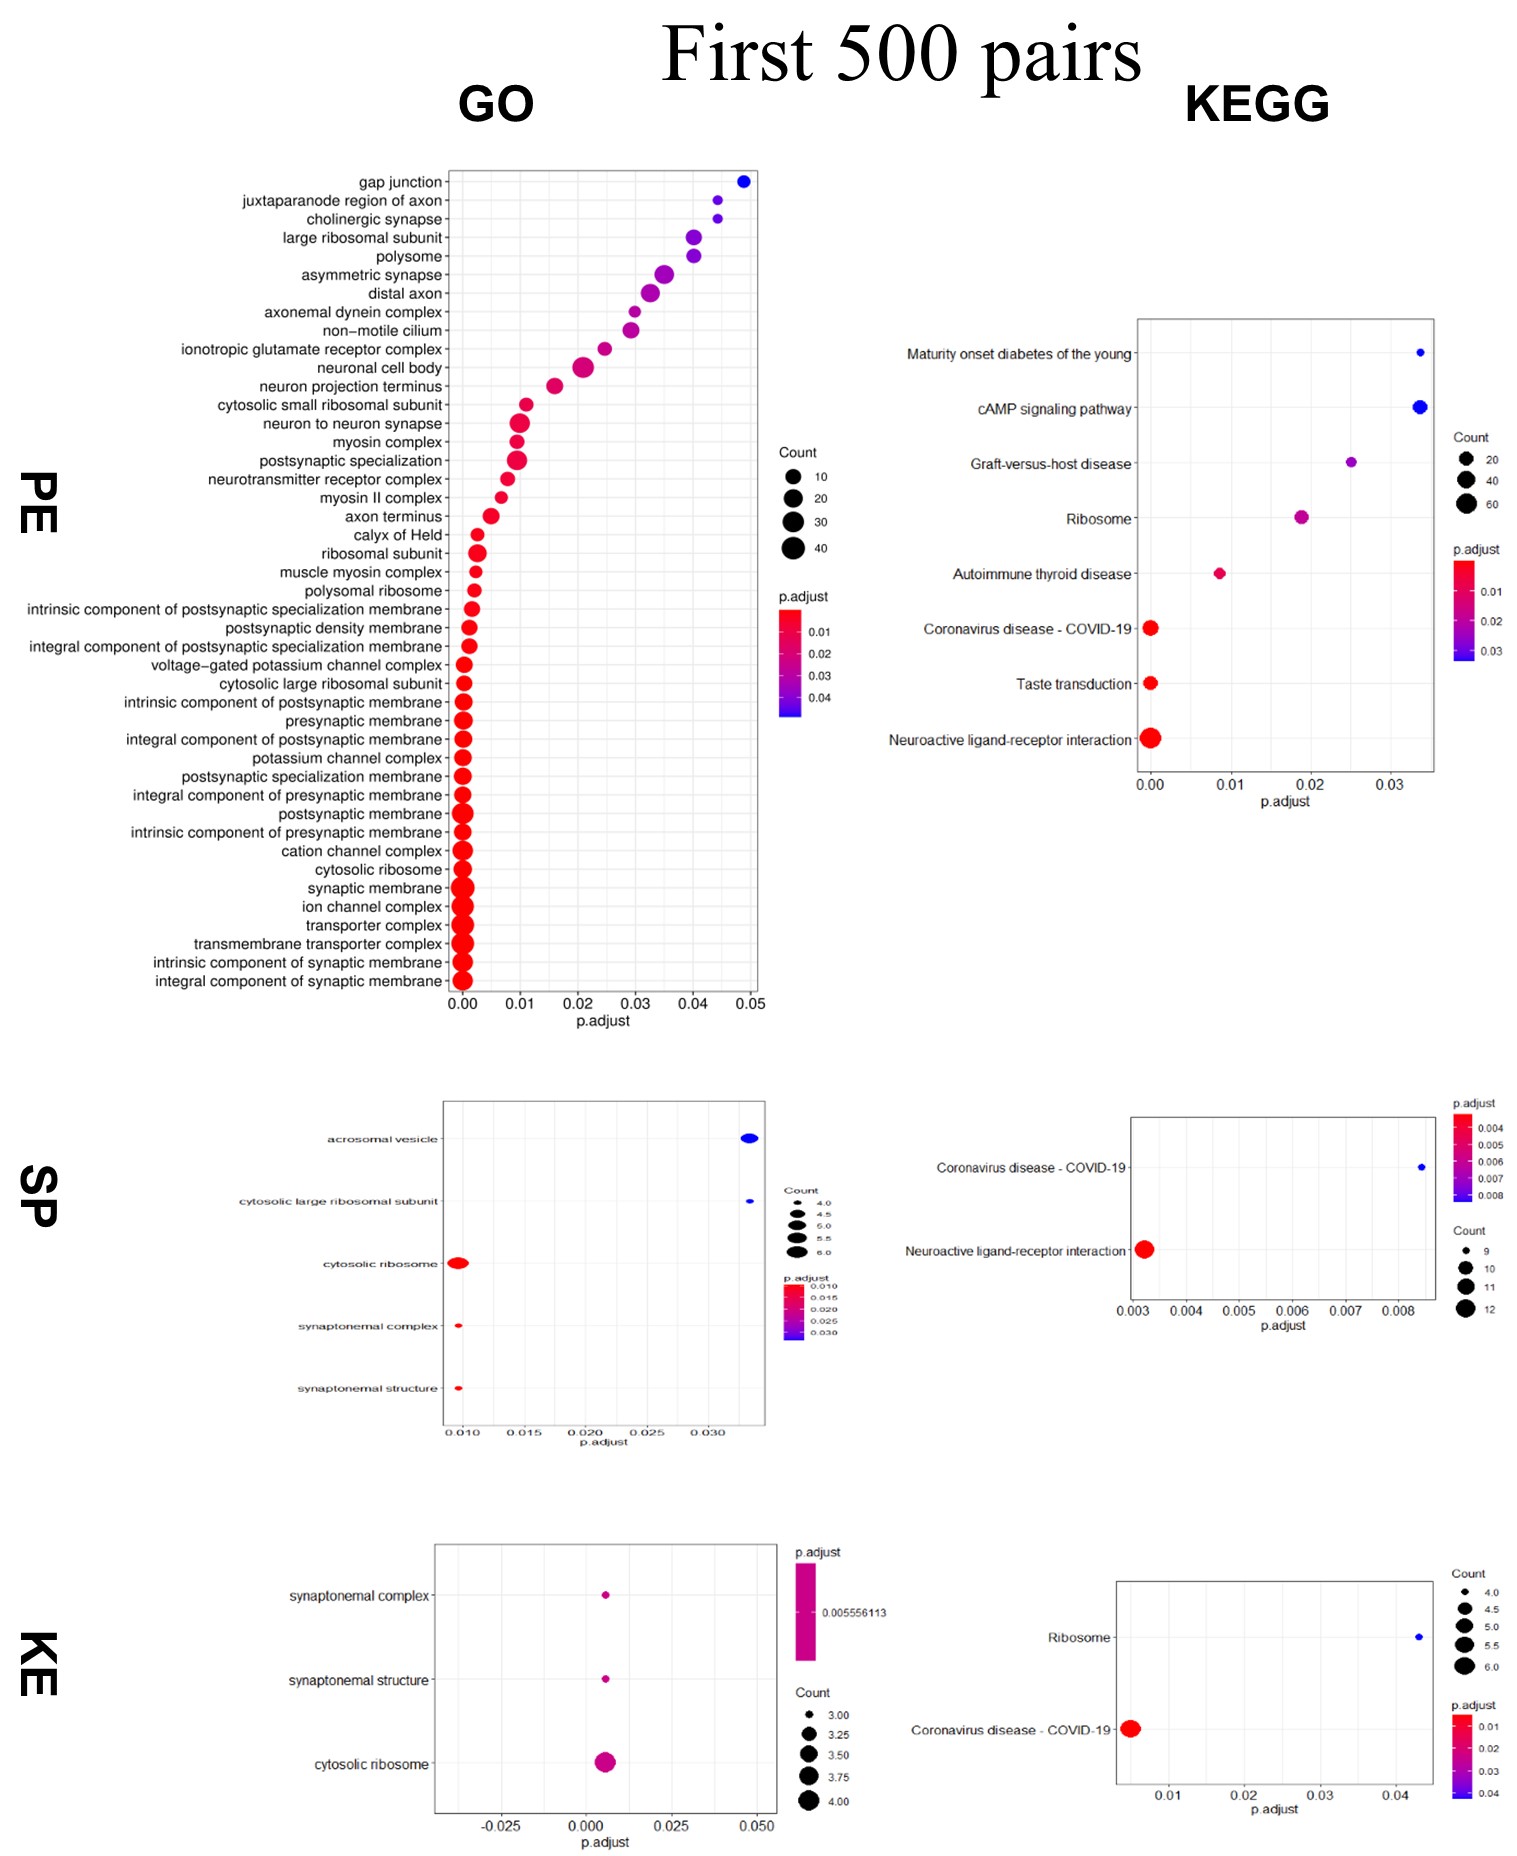 First 500 pairs
GO
KEGG
PE
gap junction
juxtaparanode region of axon
cholinergic synapse
large ribosomal subunit
polysome
asymmetric synapse
distal axon
axonemal dynein complex
non−motile cilium
ionotropic glutamate receptor complex
neuronal cell body
neuron projection terminus
cytosolic small ribosomal subunit
neuron to neuron synapse
myosin complex
postsynaptic specialization
neurotransmitter receptor complex
myosin II complex
axon terminus
calyx of Held
ribosomal subunit
muscle myosin complex
polysomal ribosome
intrinsic component of postsynaptic specialization membrane
postsynaptic density membrane
integral component of postsynaptic specialization membrane
voltage−gated potassium channel complex
cytosolic large ribosomal subunit
intrinsic component of postsynaptic membrane
presynaptic membrane
integral component of postsynaptic membrane
potassium channel complex
postsynaptic specialization membrane
integral component of presynaptic membrane
postsynaptic membrane
intrinsic component of presynaptic membrane
cation channel complex
cytosolic ribosome
synaptic membrane
ion channel complex
transporter complex
transmembrane transporter complex
intrinsic component of synaptic membrane
integral component of synaptic membrane
0.00 0.01 0.02 0.03 0.04 0.05
p.adjust
Count
10
20
30
40
p.adjust
0.01
0.02
0.03
0.04
Maturity onset diabetes of the young
cAMP signaling pathway
Graft-versus-host disease
Ribosome
Autoimmune thyroid disease
Coronavirus disease - COVID-19
Taste transduction
Neuroactive ligand-receptor interaction
0.00 0.01 0.02 0.03
p.adjust
Count
20
40
60
p.adjust
0.01
0.02
0.03
SP
acrosomal vesicle
cytosolic large ribosomal subunit
cytosolic ribosome
synaptonemal complex
synaptonemal structure
0.010 0.015 0.020 0.025 0.030
p.adjust
Count
4.0
4.5
5.0
5.5
6.0
p.adjust
0.010
0.015
0.020
0.025
0.030
Coronavirus disease - COVID-19
Neuroactive ligand-receptor interaction
0.003 0.004 0.005 0.006 0.007 0.008
p.adjust
p.adjust
0.004
0.005
0.006
0.007
0.008
Count
9
10
11
12
KE
synaptonemal complex
synaptonemal structure
cytosolic ribosome
-0.025 0.000 0.025 0.050
p.adjust
p.adjust
0.005556113
Count
3.00
3.25
3.50
3.75
4.00
Ribosome
Coronavirus disease - COVID-19
0.01 0.02 0.03 0.04
p.adjust
Count
4.0
4.5
5.0
5.5
6.0
p.adjust
0.01
0.02
0.03
0.04